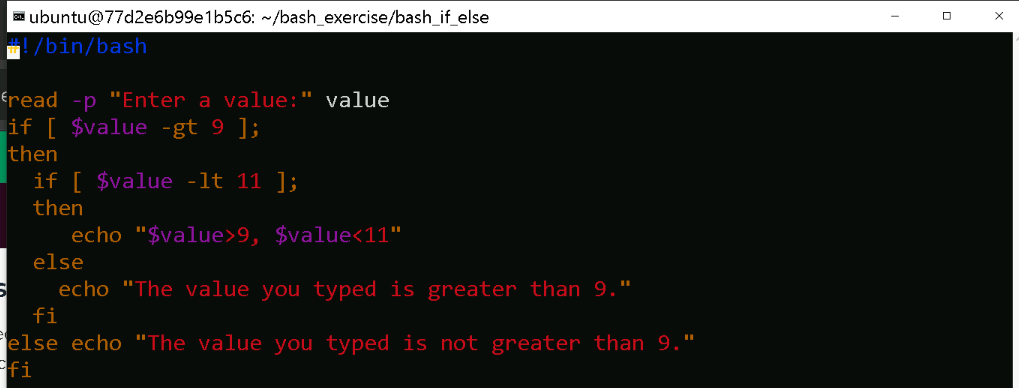 ubuntu@77d2e6b99e1b5c6: ~/bash_exercise/bash_if_else
#!/bin/bash
read -p "Enter a value:" value
if [ $value -gt 9 ];
then
  if [ $value -lt 11 ];
  then
     echo "$value>9, $value<11"
  else
    echo "The value you typed is greater than 9."
  fi
else echo "The value you typed is not greater than 9."
fi